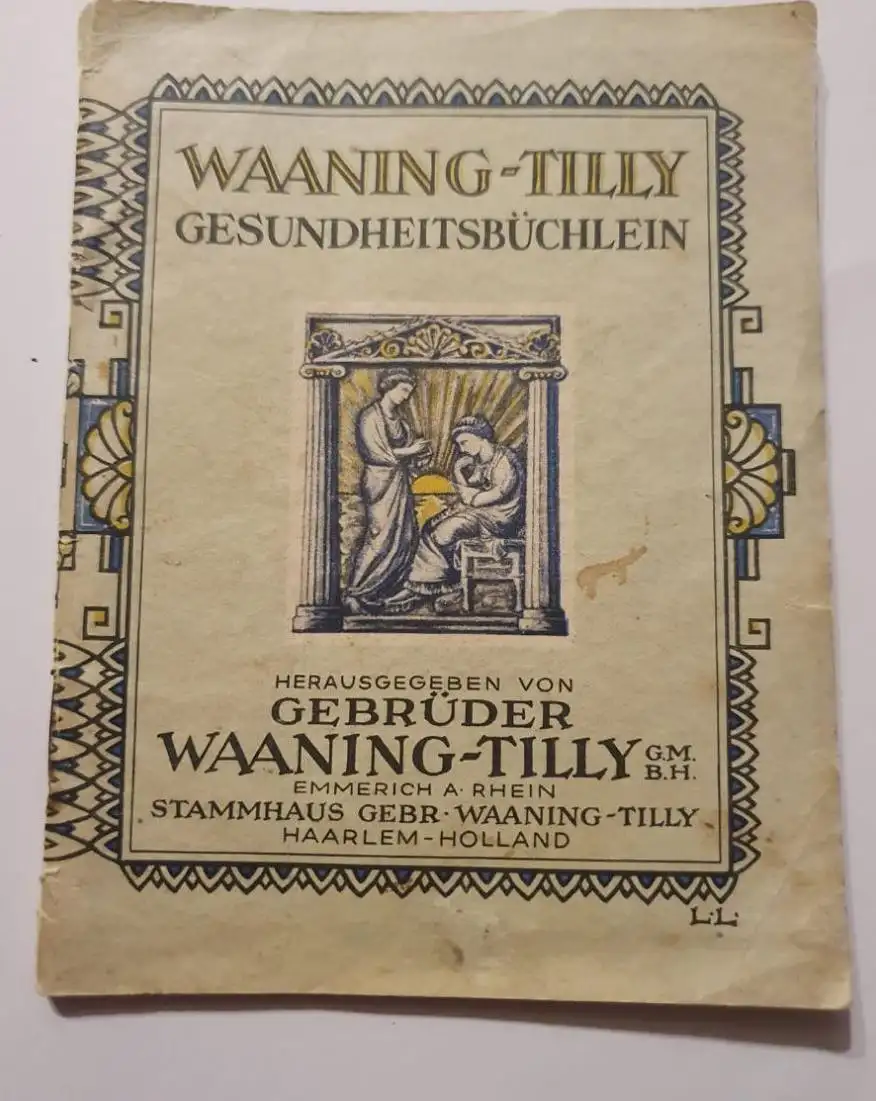 WAANING-TILLY
GESUNDHEITSBÜCHLEIN
HERAUSGEGEBEN VON
GEBRÜDER
WAANING-TILLY G.M.B.H.
EMMERICH A. RHEIN
STAMMHAUS GEBR. WAANING-TILLY
HAARLEM-HOLLAND
L.L.